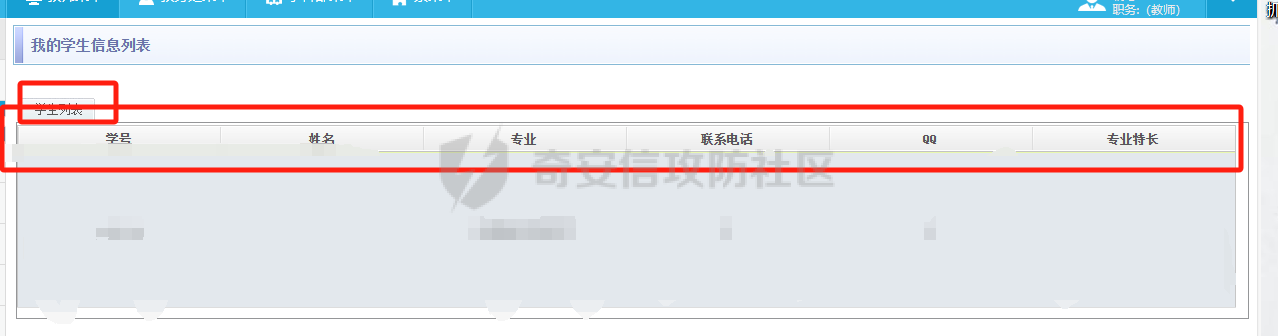 职务:（教师）
我的学生信息列表
学生列表
学号 姓名 专业 联系电话 QQ 专业特长
奇安信攻防社区